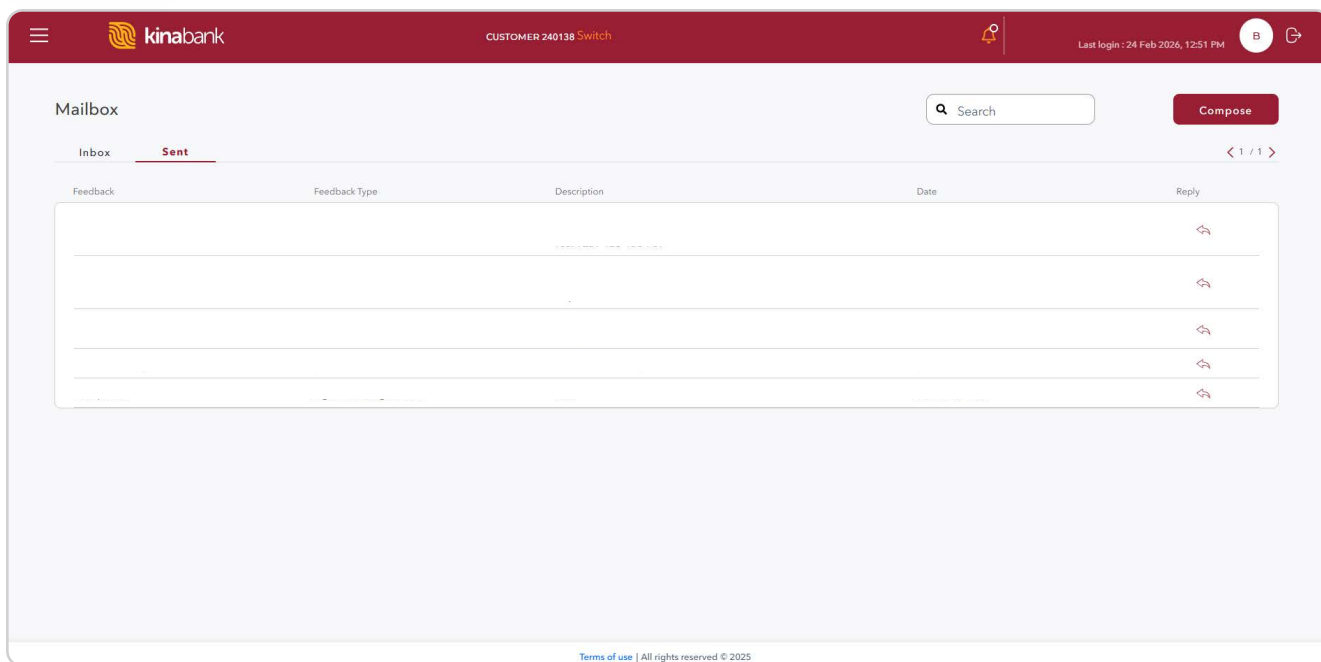 kinabank
CUSTOMER 240138 Switch
Last login : 24 Feb 2026, 12:51 PM
B
Mailbox
Search
Compose
Inbox Sent
1 / 1
Feedback Feedback Type Description Date Reply
Terms of use | All rights reserved © 2025